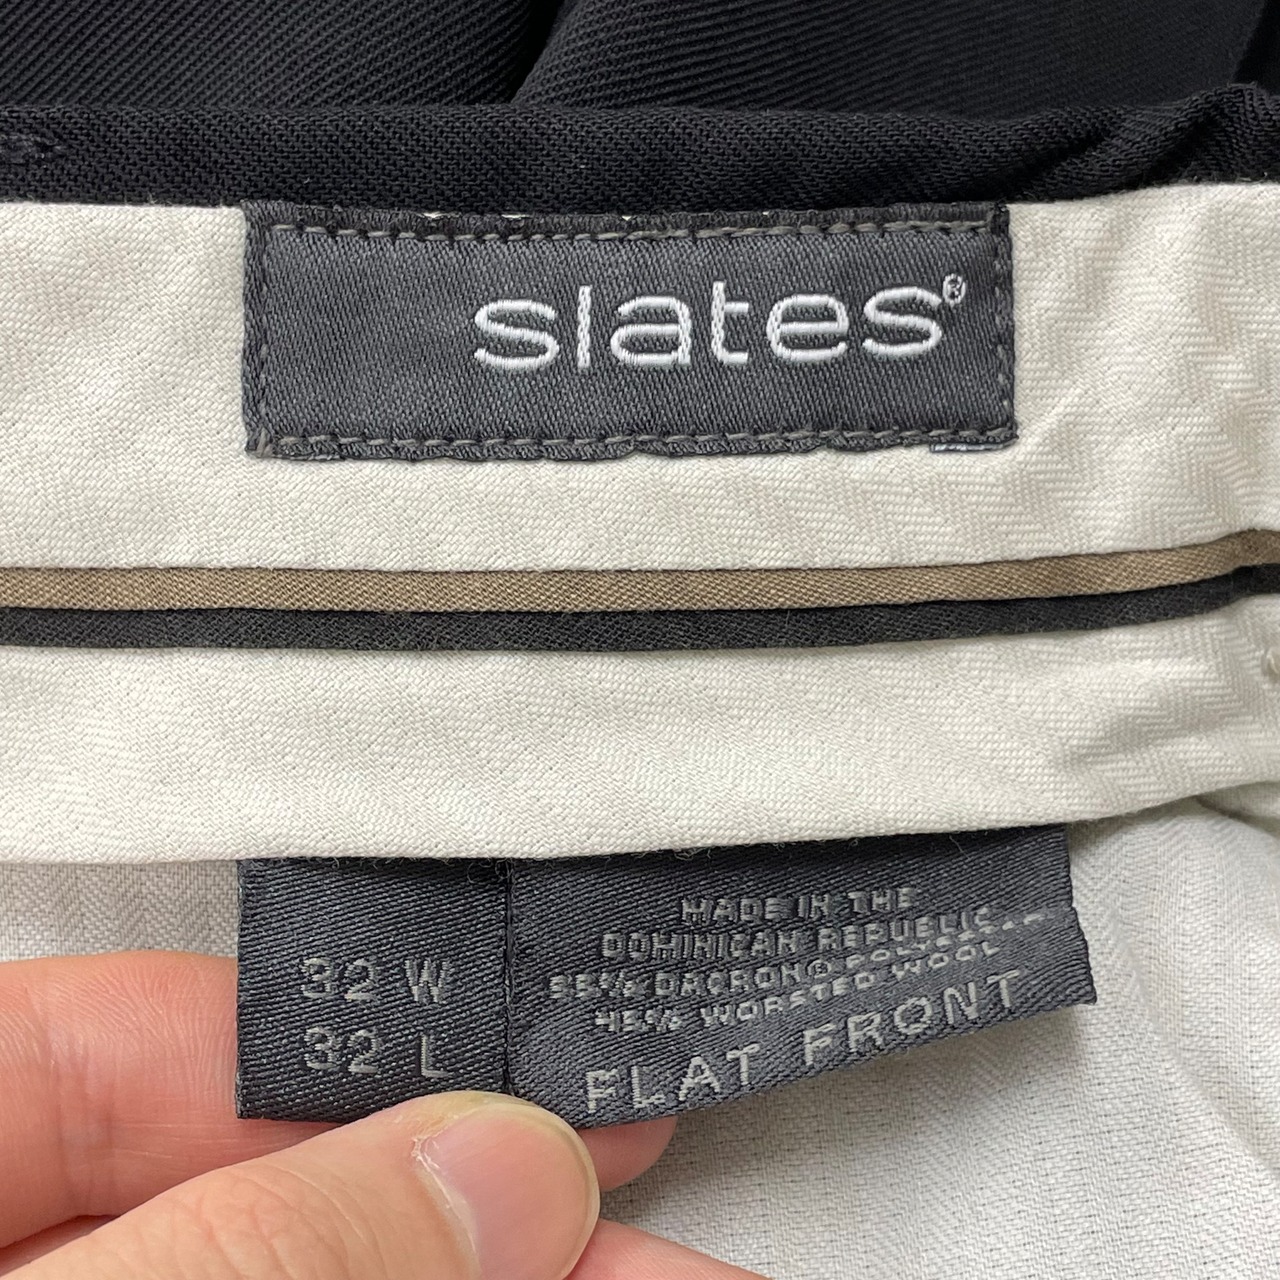 slates®
32 W
32 L
MADE IN THE
DOMINICAN REPUBLIC
55% DACRON® POLYESTER
45% WORSTED WOOL
FLAT FRONT